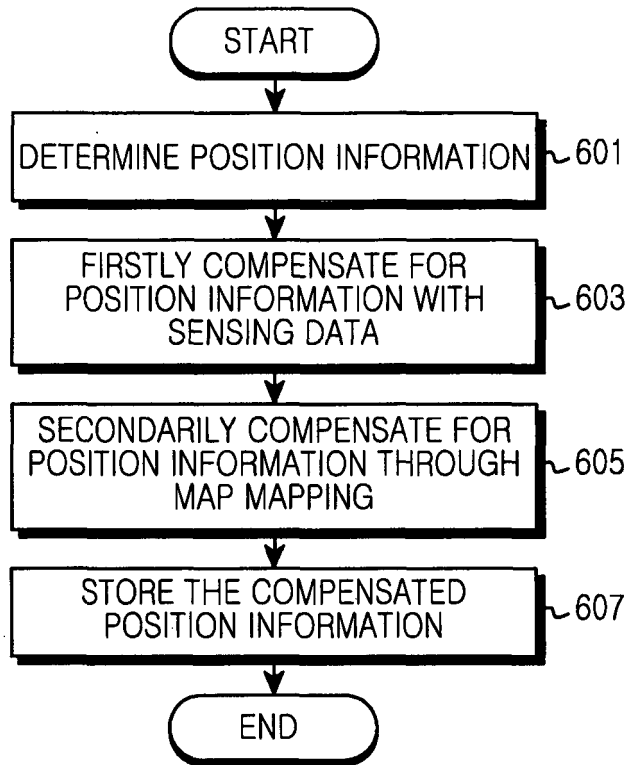 START
DETERMINE POSITION INFORMATION
601
FIRSTLY COMPENSATE FOR
POSITION INFORMATION WITH
SENSING DATA
603
SECONDARILY COMPENSATE FOR
POSITION INFORMATION THROUGH
MAP MAPPING
605
STORE THE COMPENSATED
POSITION INFORMATION
607
END